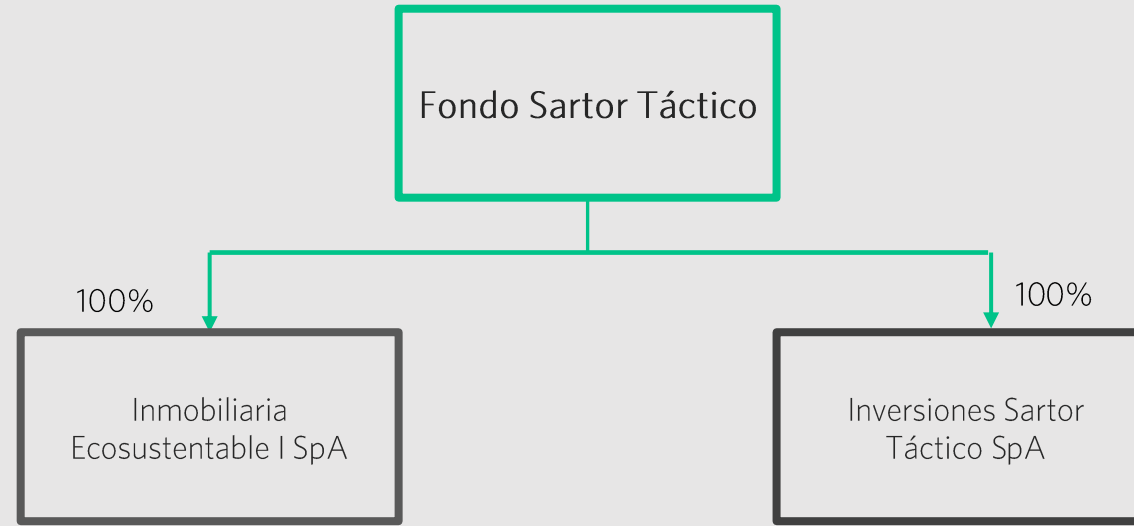 Fondo Sartor Táctico
100%
100%
Inmobiliaria
Ecosustentable I SpA
Inversiones Sartor
Táctico SpA